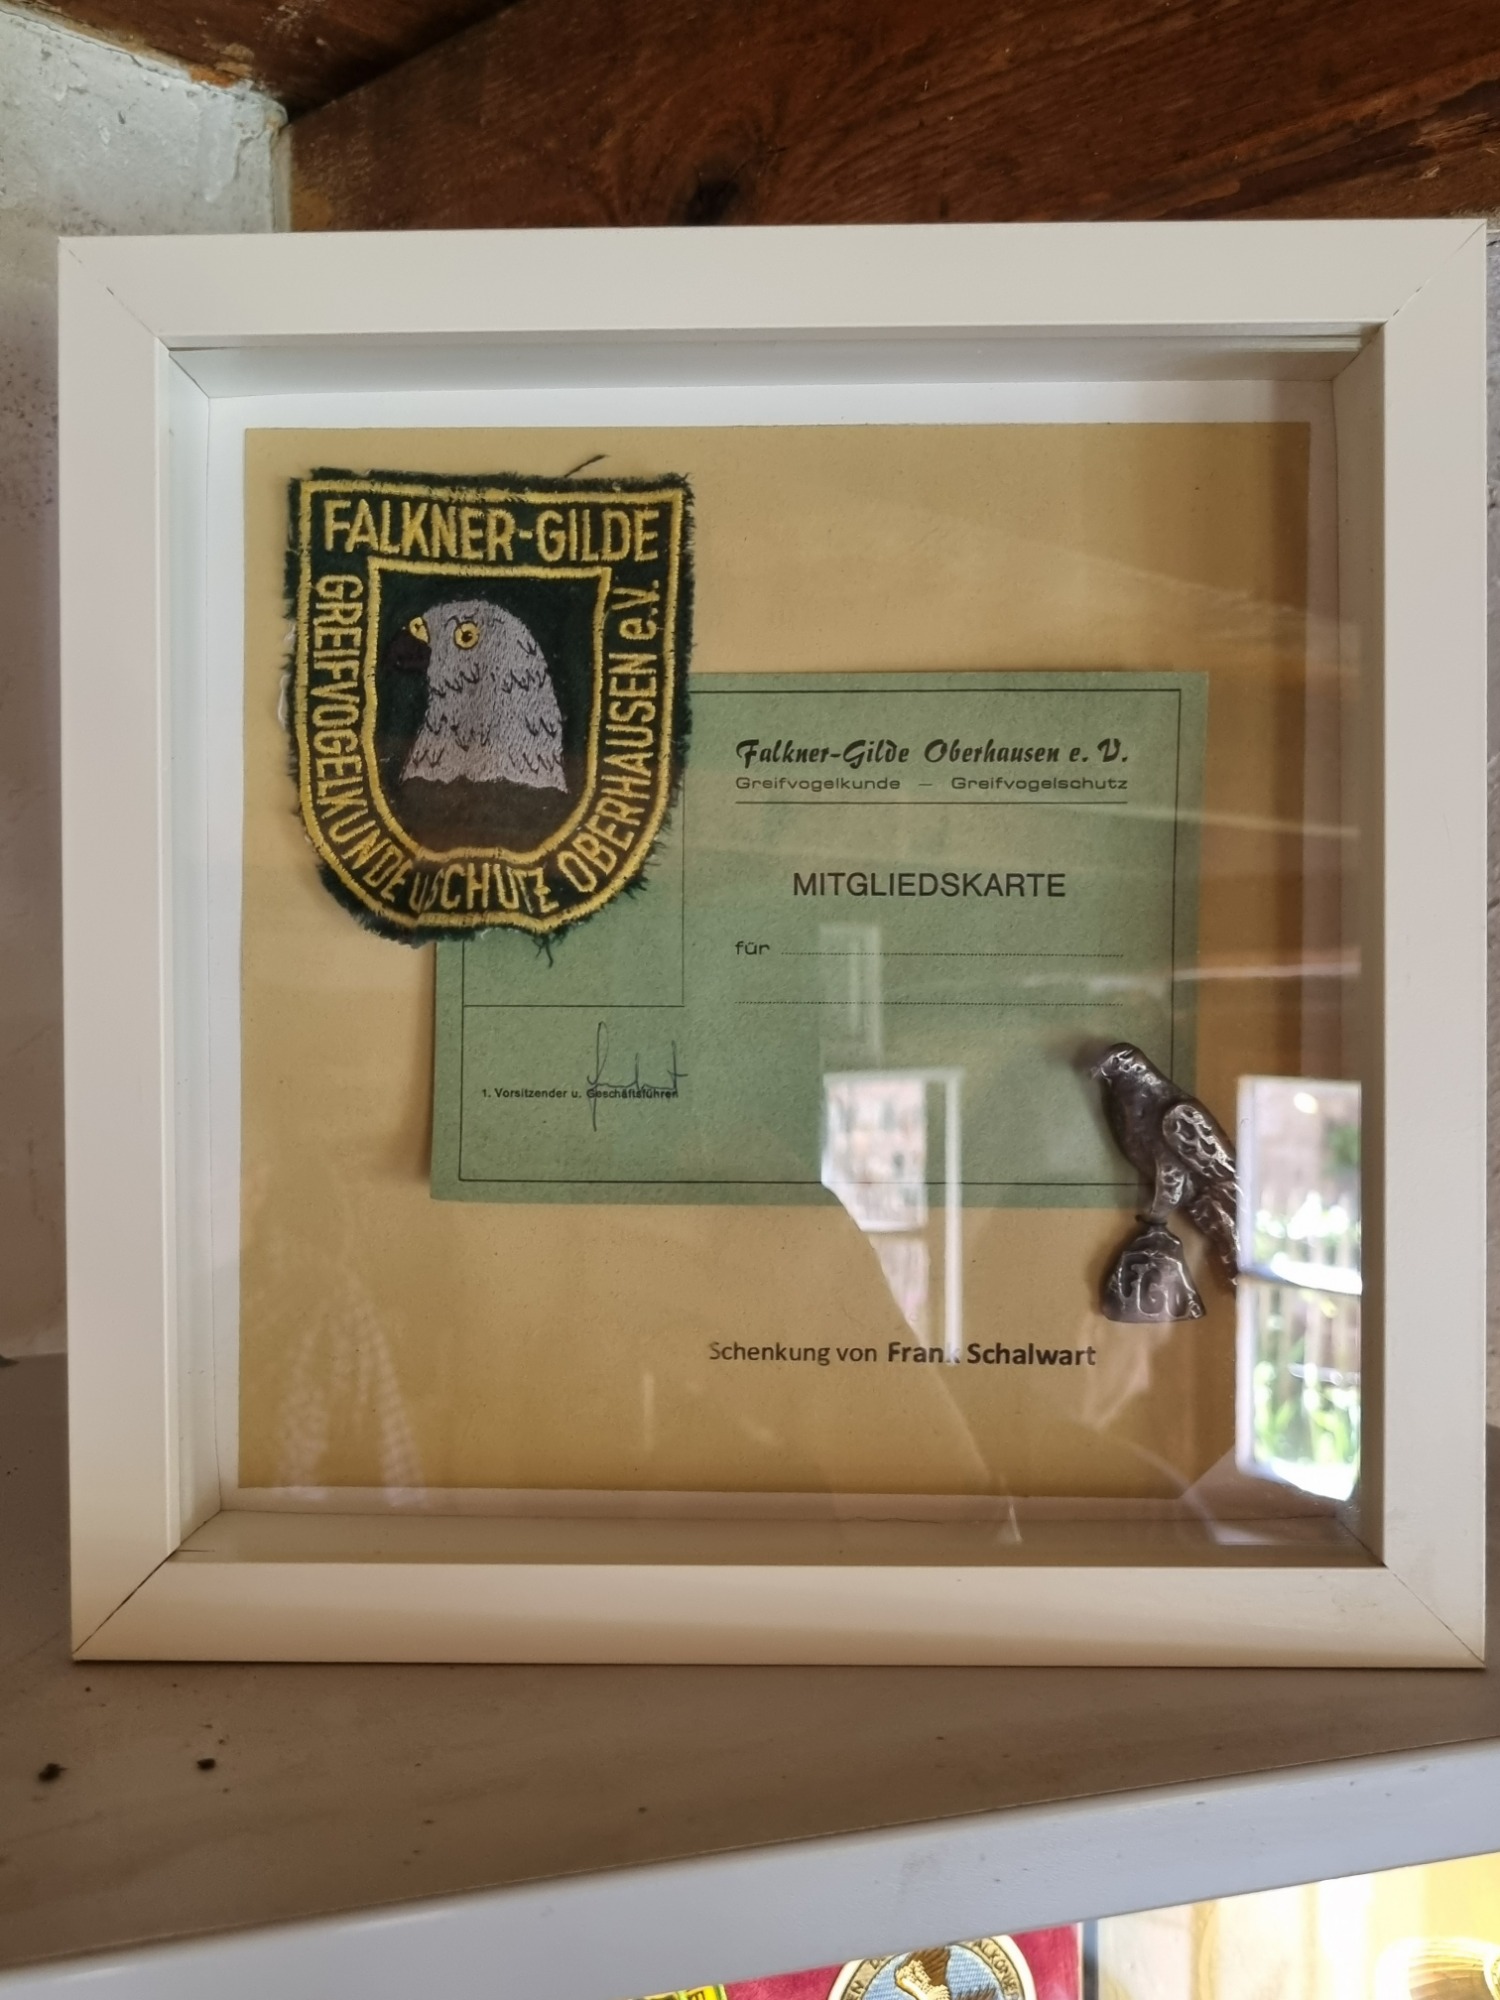 FALKNER-GILDE
GREIFVOGELKUNDE U SCHUTZ OBERHAUSEN e.V.
Falkner-Gilde Oberhausen e. V.
Greifvogelkunde — Greifvogelschutz
MITGLIEDSKARTE
für
1. Vorsitzender u. Geschäftsführer
Schenkung von Frank Schalwart
FGO